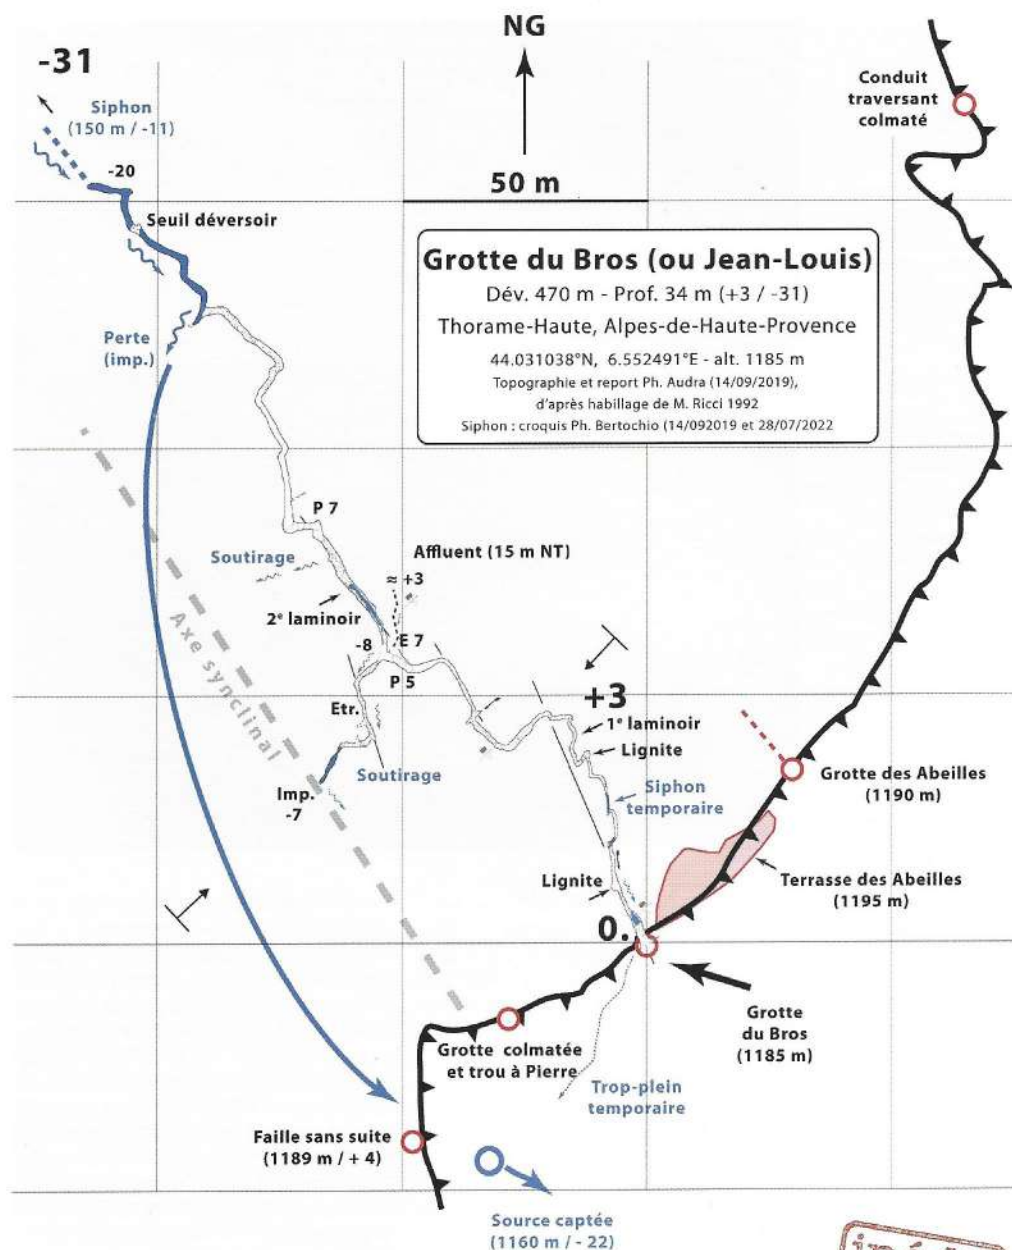 NG
-31
Siphon
(150 m / -11)
-20
Seuil déversoir
Perte
(imp.)
50 m
Conduit
traversant
colmaté
Grotte du Bros (ou Jean-Louis)
Dév. 470 m - Prof. 34 m (+3 / -31)
Thorame-Haute, Alpes-de-Haute-Provence
44.031038°N, 6.552491°E - alt. 1185 m
Topographie et report Ph. Audra (14/09/2019),
d'après habillage de M. Ricci 1992
Siphon : croquis Ph. Bertochio (14/092019 et 28/07/2022
P 7
Soutirage
Affluent (15 m NT)
≈ +3
2e laminoir
-8
E 7
P 5
Axe synclinal
Etr.
Soutirage
Imp.
-7
+3
1e laminoir
Lignite
Siphon
temporaire
Grotte des Abeilles
(1190 m)
Lignite
Terrasse des Abeilles
(1195 m)
0.
Grotte
du Bros
(1185 m)
Grotte colmatée
et trou à Pierre
Trop-plein
temporaire
Faille sans suite
(1189 m / + 4)
Source captée
(1160 m / - 22)